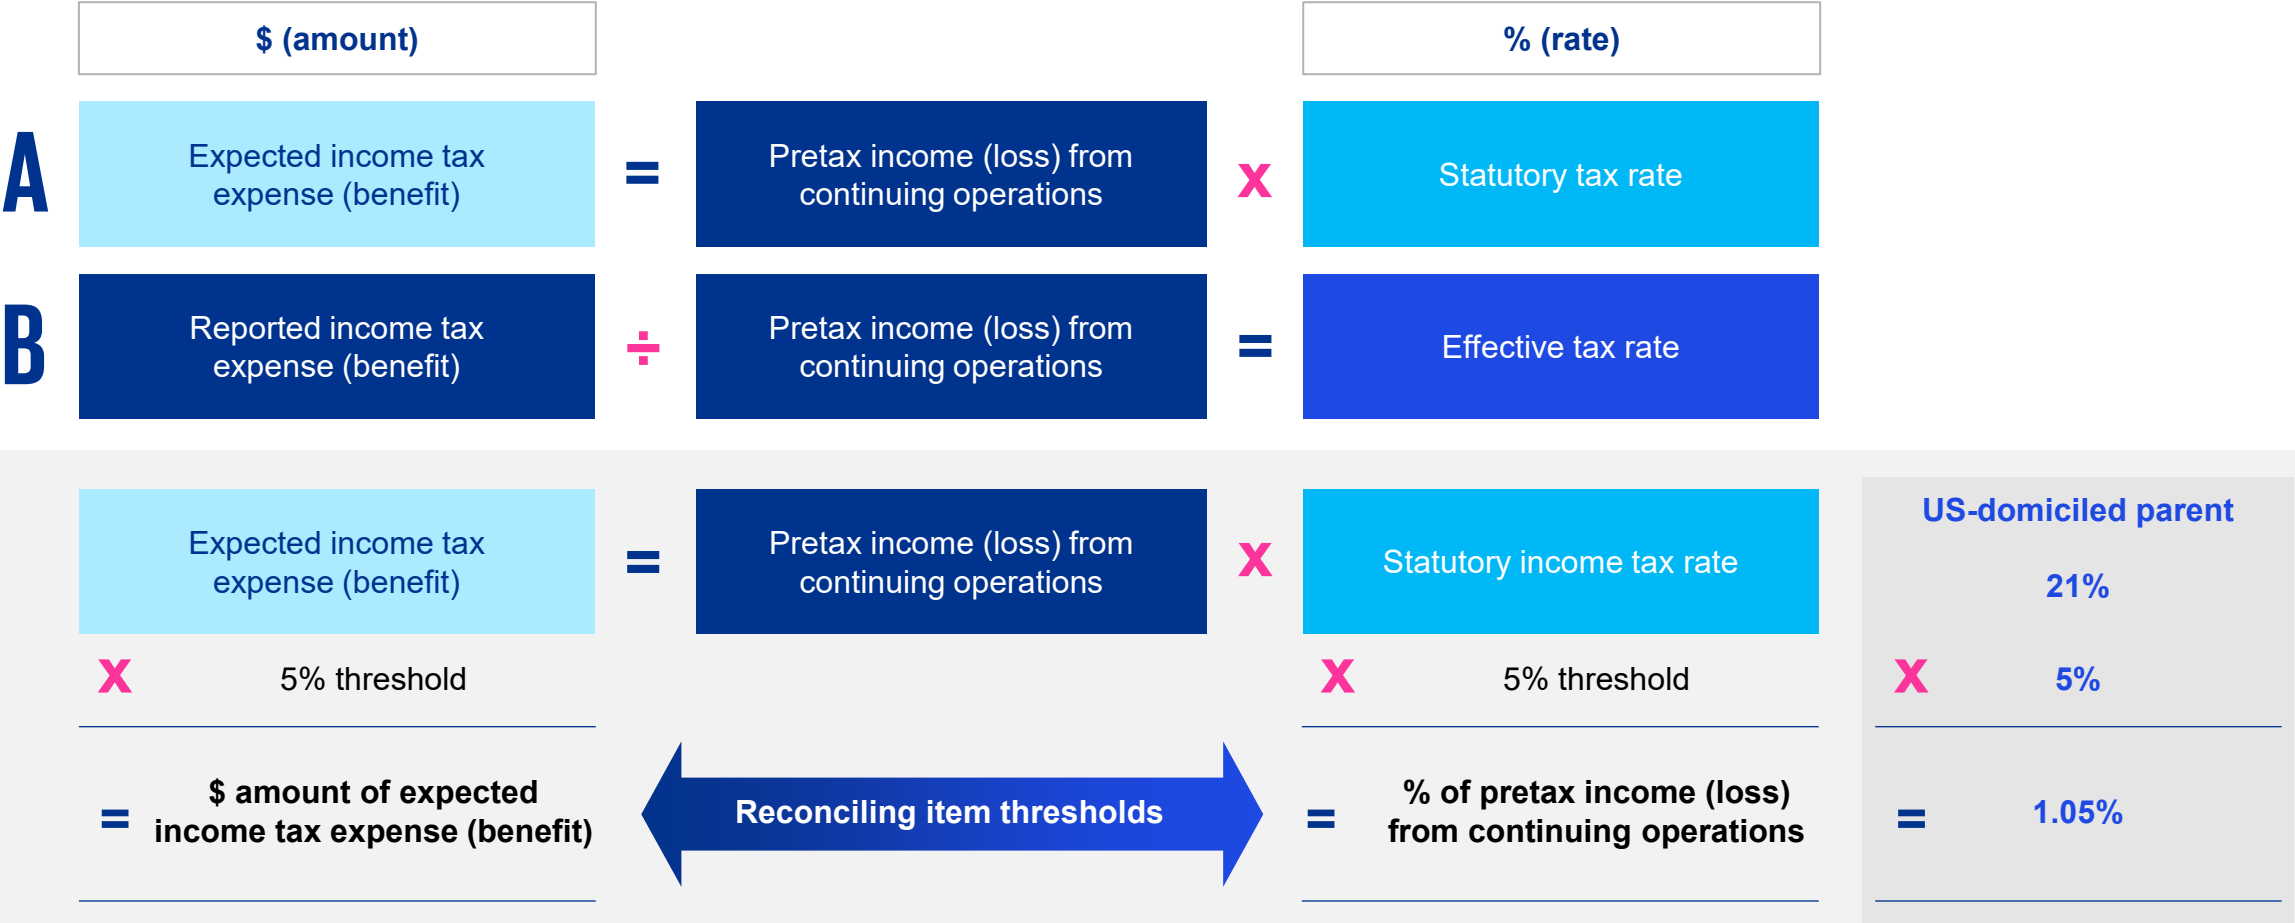 $ (amount)
% (rate)
A
Expected income tax
expense (benefit)
=
Pretax income (loss) from
continuing operations
x
Statutory tax rate
B
Reported income tax
expense (benefit)
÷
Pretax income (loss) from
continuing operations
=
Effective tax rate
Expected income tax
expense (benefit)
=
Pretax income (loss) from
continuing operations
x
Statutory income tax rate
US-domiciled parent
21%
x 5% threshold
x 5% threshold
x 5%
= $ amount of expected
income tax expense (benefit)
Reconciling item thresholds
= % of pretax income (loss)
from continuing operations
= 1.05%